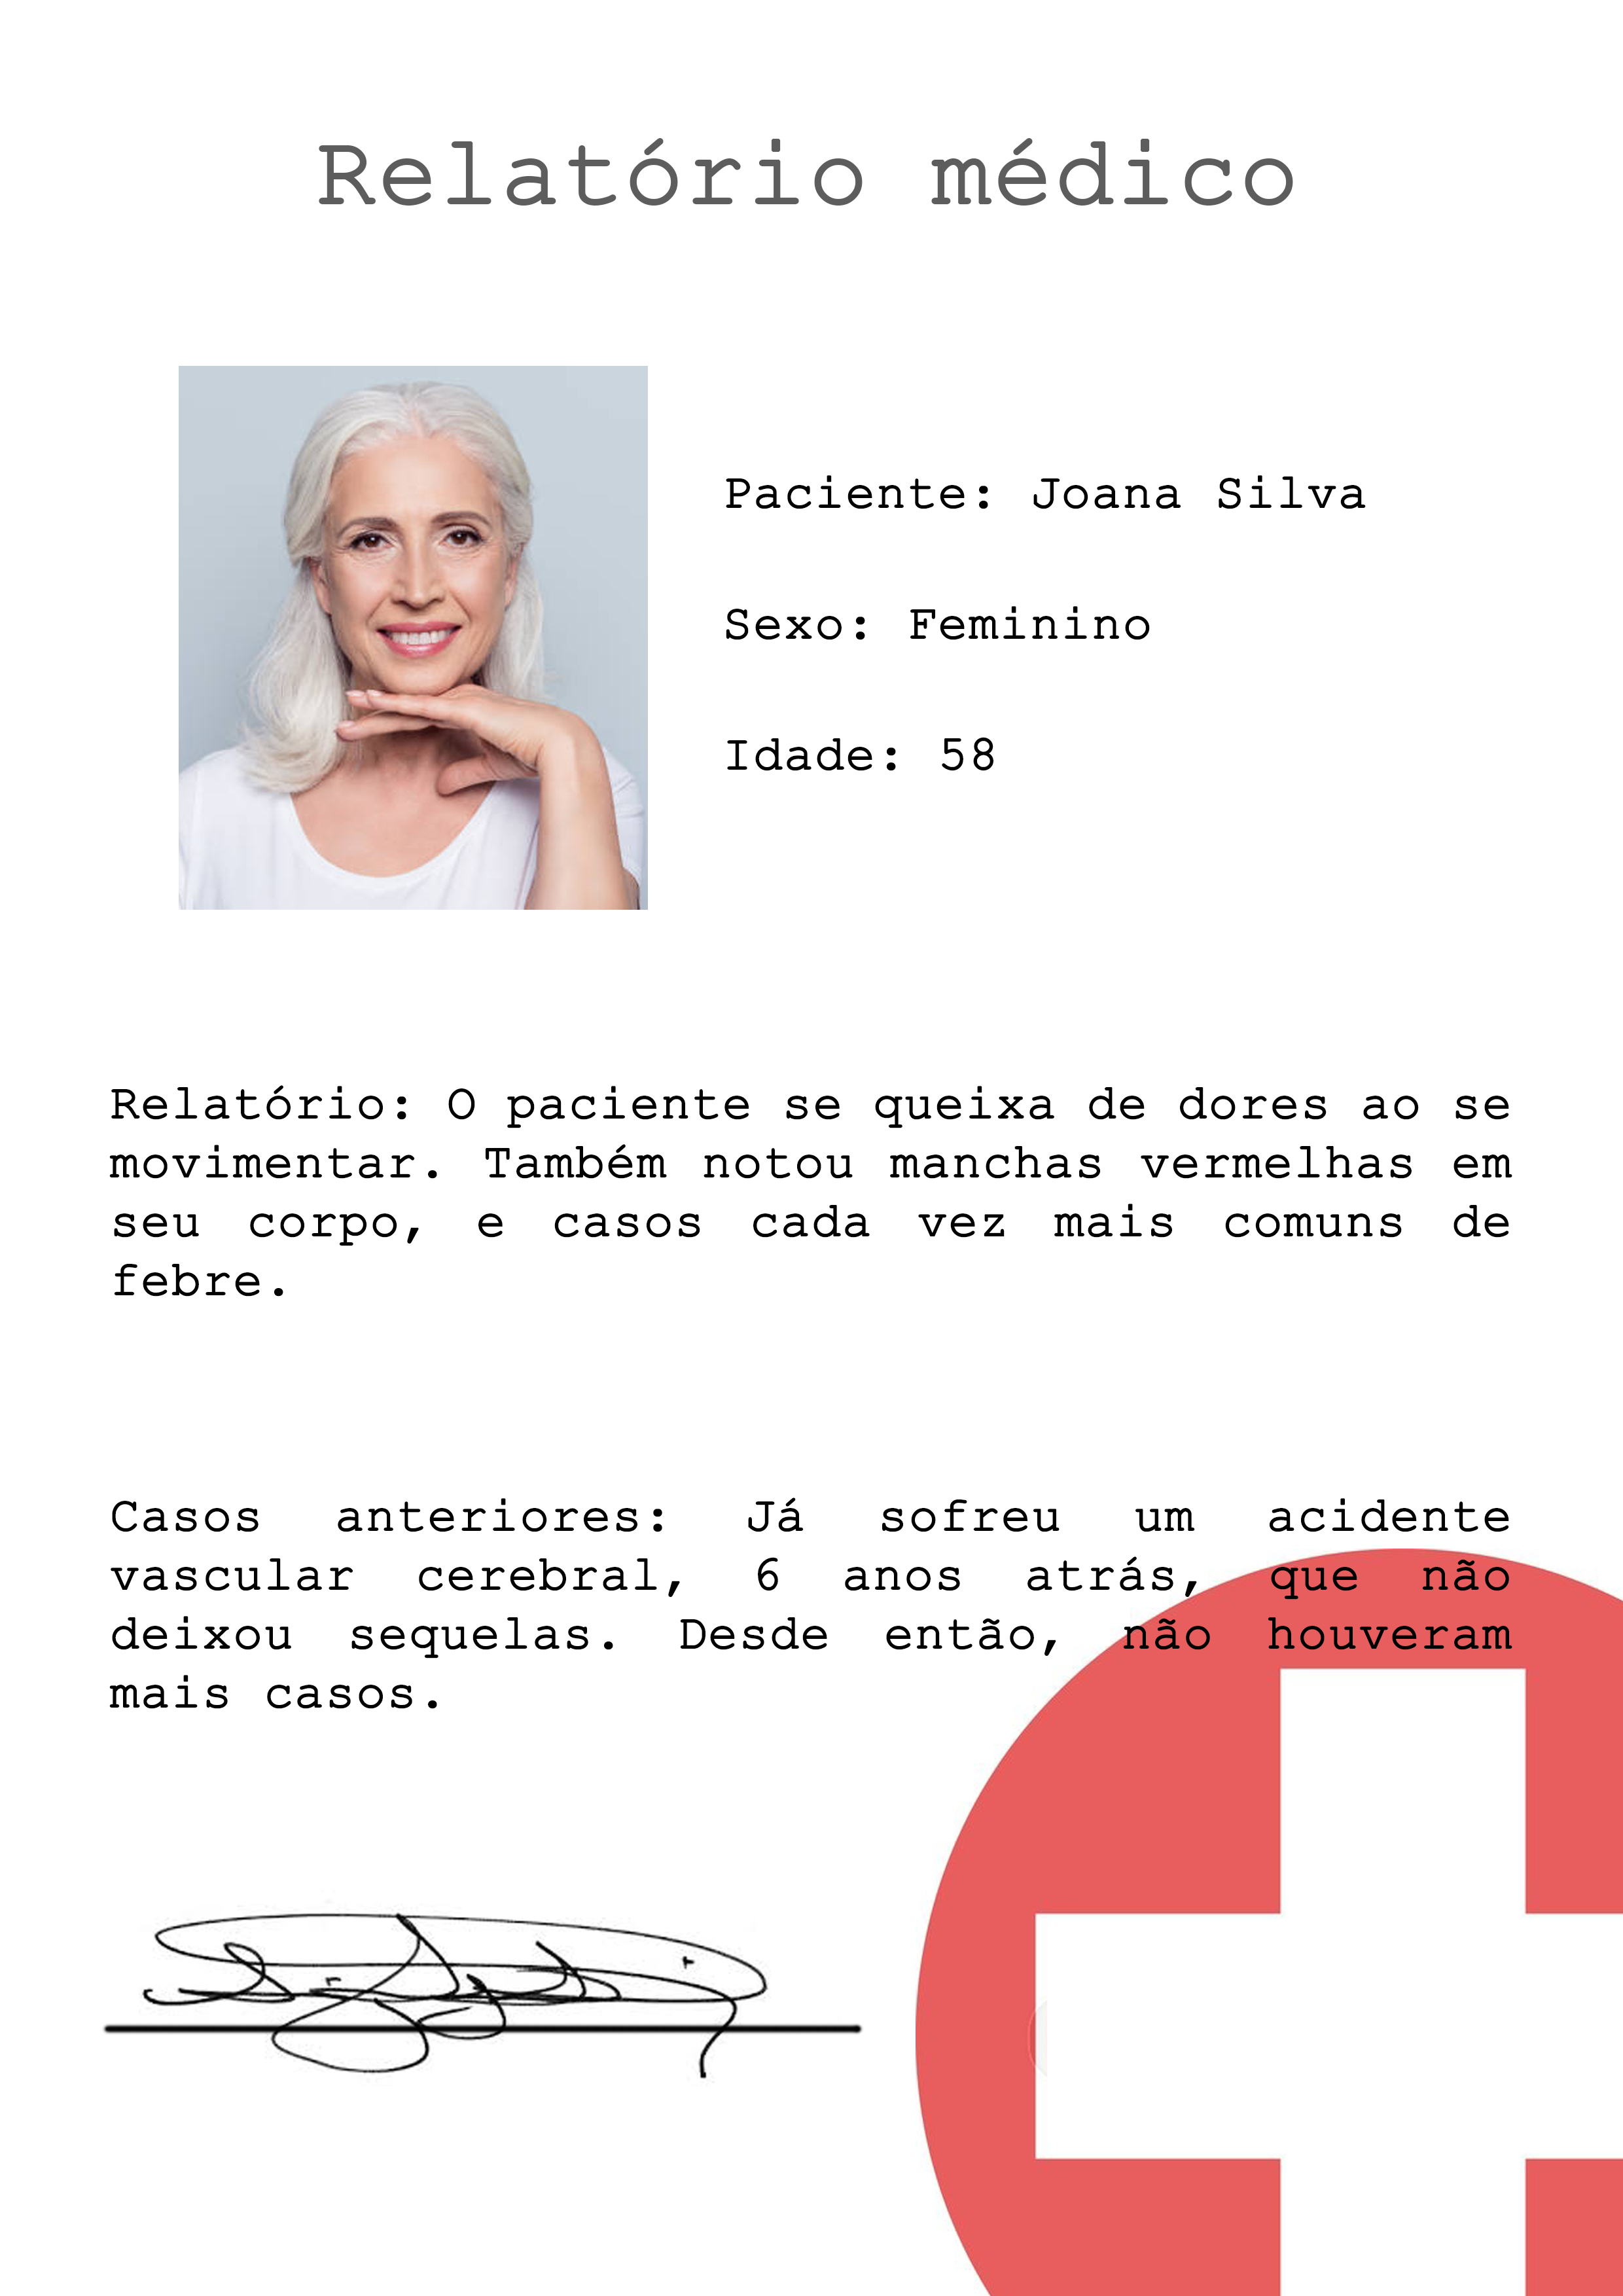 Relatório médico
Paciente: Joana Silva
Sexo: Feminino
Idade: 58
Relatório: O paciente se queixa de dores ao se
movimentar. Também notou manchas vermelhas em
seu corpo, e casos cada vez mais comuns de
febre.
Casos anteriores: Já sofreu um acidente
vascular cerebral, 6 anos atrás, que não
deixou sequelas. Desde então, não houveram
mais casos.